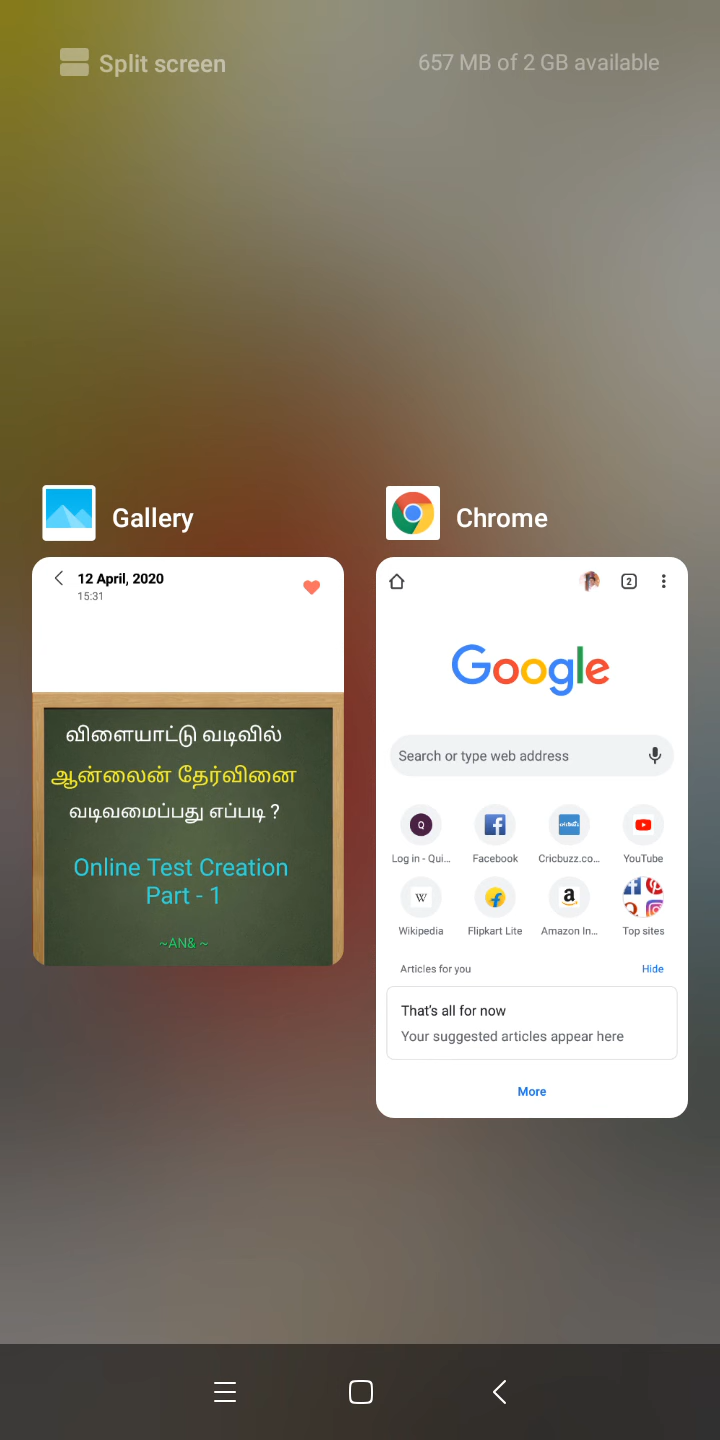 Split screen
657 MB of 2 GB available
Gallery
Chrome
12 April, 2020
15:31
விளையாட்டு வடிவில்
ஆன்லைன் தேர்வினை
வடிவமைப்பது எப்படி ?
Online Test Creation
Part - 1
~AN& ~
2
Google
Search or type web address
Q
W
a
Log in - Qui...
Facebook
Cricbuzz.co...
YouTube
Wikipedia
Flipkart Lite
Amazon In...
Top sites
Articles for you
Hide
That's all for now
Your suggested articles appear here
More